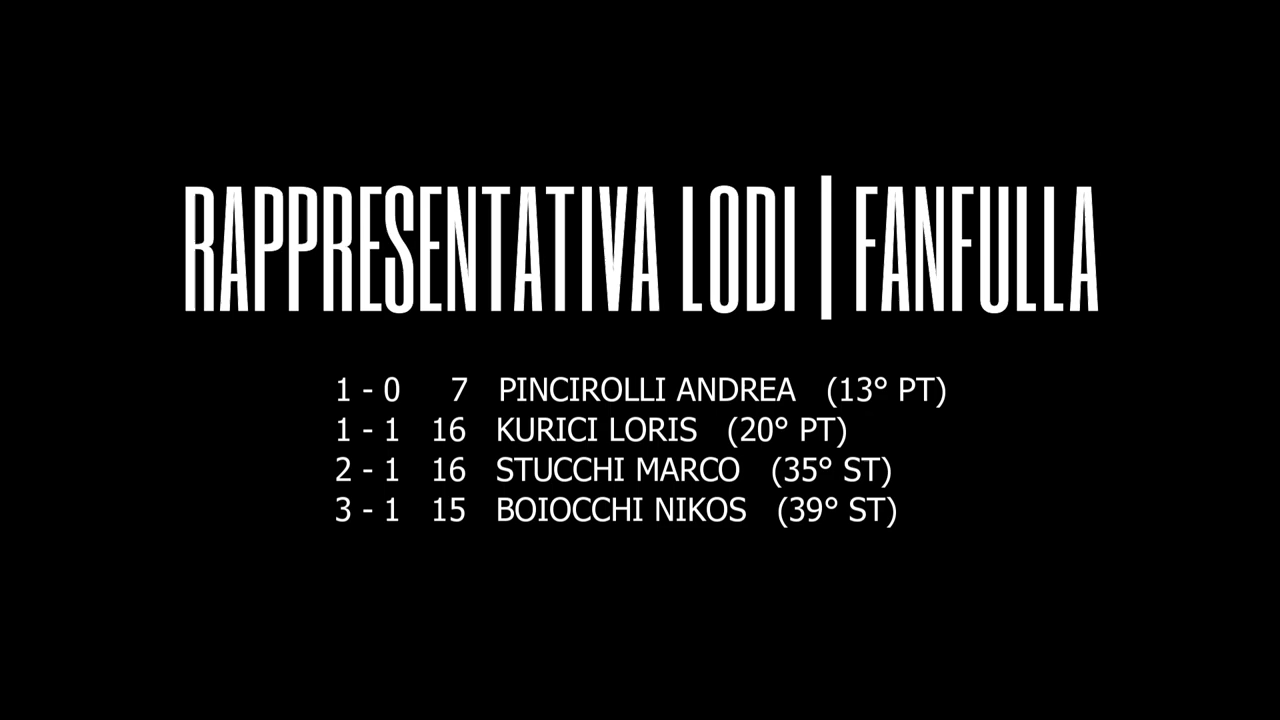 RAPPRESENTATIVA LODI | FANFULLA
1 - 0 7 PINCIROLLI ANDREA (13° PT)
1 - 1 16 KURICI LORIS (20° PT)
2 - 1 16 STUCCHI MARCO (35° ST)
3 - 1 15 BOIOCCHI NIKOS (39° ST)